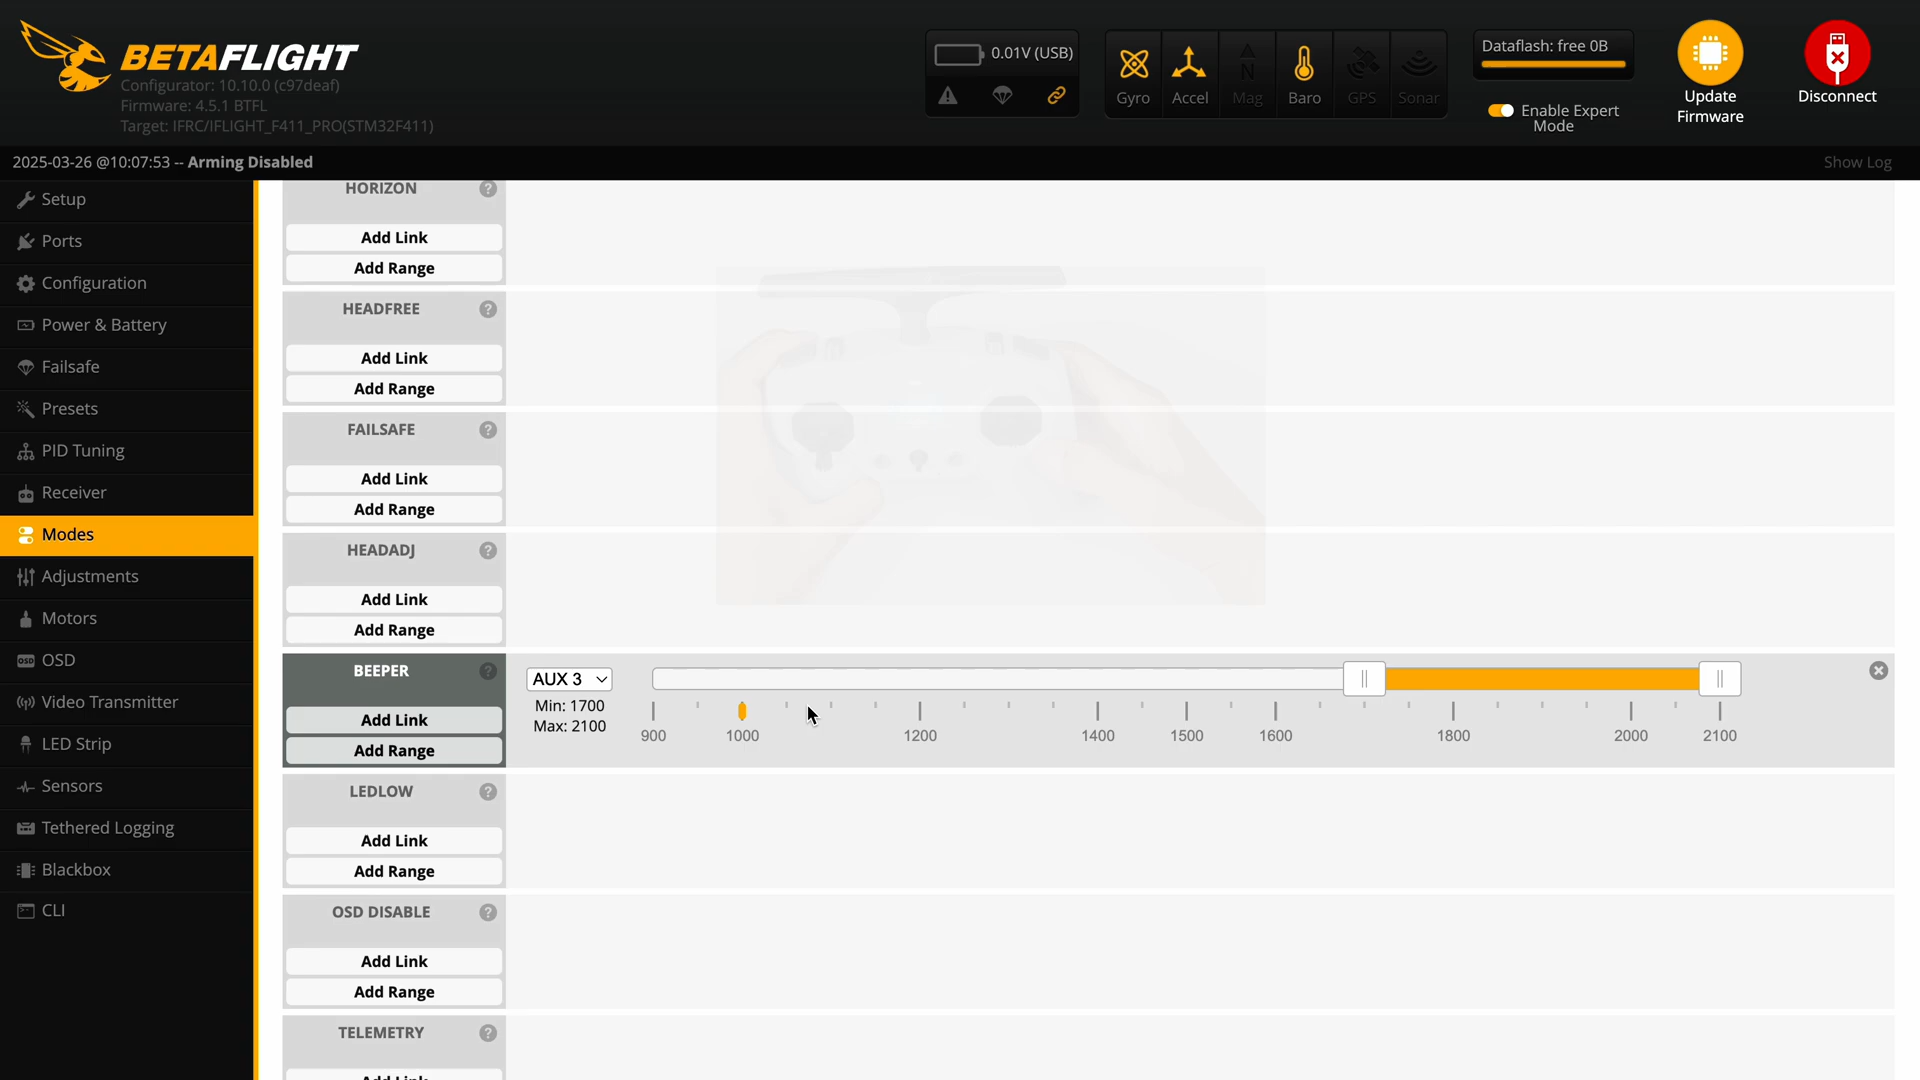 BETAFLIGHT
Configurator: 10.10.0 (c97deaf)
Firmware: 4.5.1 BTFL
Target: IFRC/IFLIGHT_F411_PRO(STM32F411)
0.01V (USB)
Gyro
Accel
Mag
Baro
GPS
Sonar
Dataflash: free 0B
Enable Expert
Mode
Update
Firmware
Disconnect
2025-03-26 @10:07:53 -- Arming Disabled
Show Log
Setup
Ports
Configuration
Power & Battery
Failsafe
Presets
PID Tuning
Receiver
Modes
Adjustments
Motors
OSD
Video Transmitter
LED Strip
Sensors
Tethered Logging
Blackbox
CLI
HORIZON
Add Link
Add Range
HEADFREE
Add Link
Add Range
FAILSAFE
Add Link
Add Range
HEADADJ
Add Link
Add Range
BEEPER
Add Link
Add Range
AUX 3
Min: 1700
Max: 2100
900 1000 1200 1400 1500 1600 1800 2000 2100
LEDLOW
Add Link
Add Range
OSD DISABLE
Add Link
Add Range
TELEMETRY
Add Link